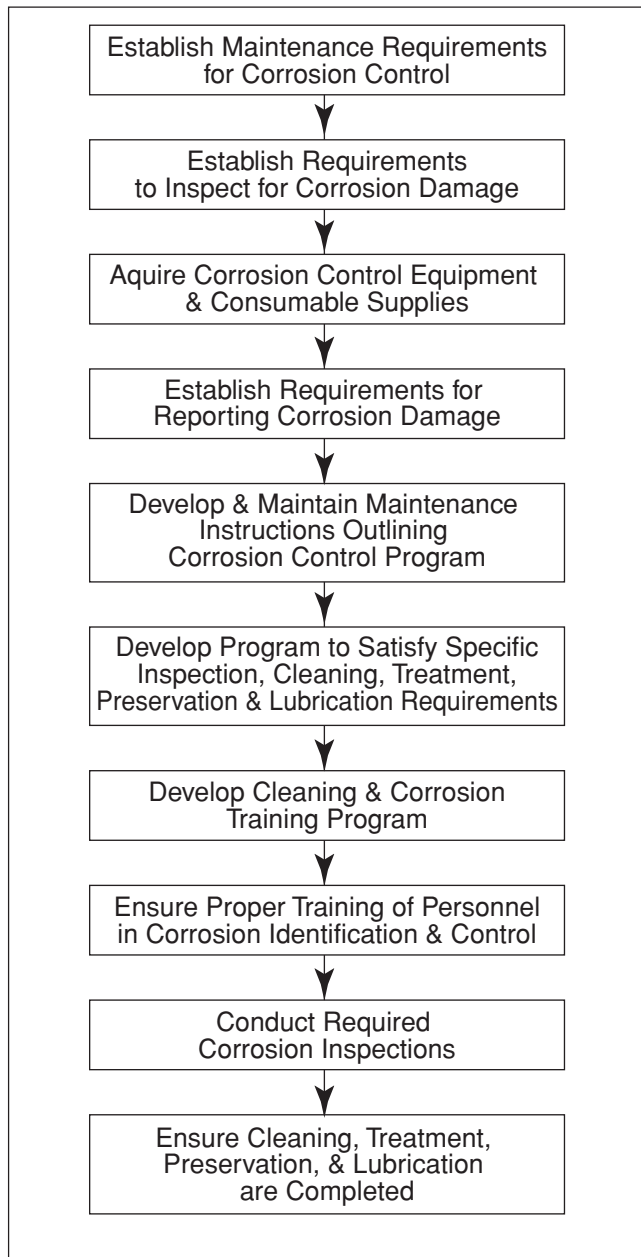 Establish Maintenance Requirements
for Corrosion Control
Establish Requirements
to Inspect for Corrosion Damage
Aquire Corrosion Control Equipment
& Consumable Supplies
Establish Requirements for
Reporting Corrosion Damage
Develop & Maintain Maintenance
Instructions Outlining
Corrosion Control Program
Develop Program to Satisfy Specific
Inspection, Cleaning, Treatment,
Preservation & Lubrication Requirements
Develop Cleaning & Corrosion
Training Program
Ensure Proper Training of Personnel
in Corrosion Identification & Control
Conduct Required
Corrosion Inspections
Ensure Cleaning, Treatment,
Preservation, & Lubrication
are Completed